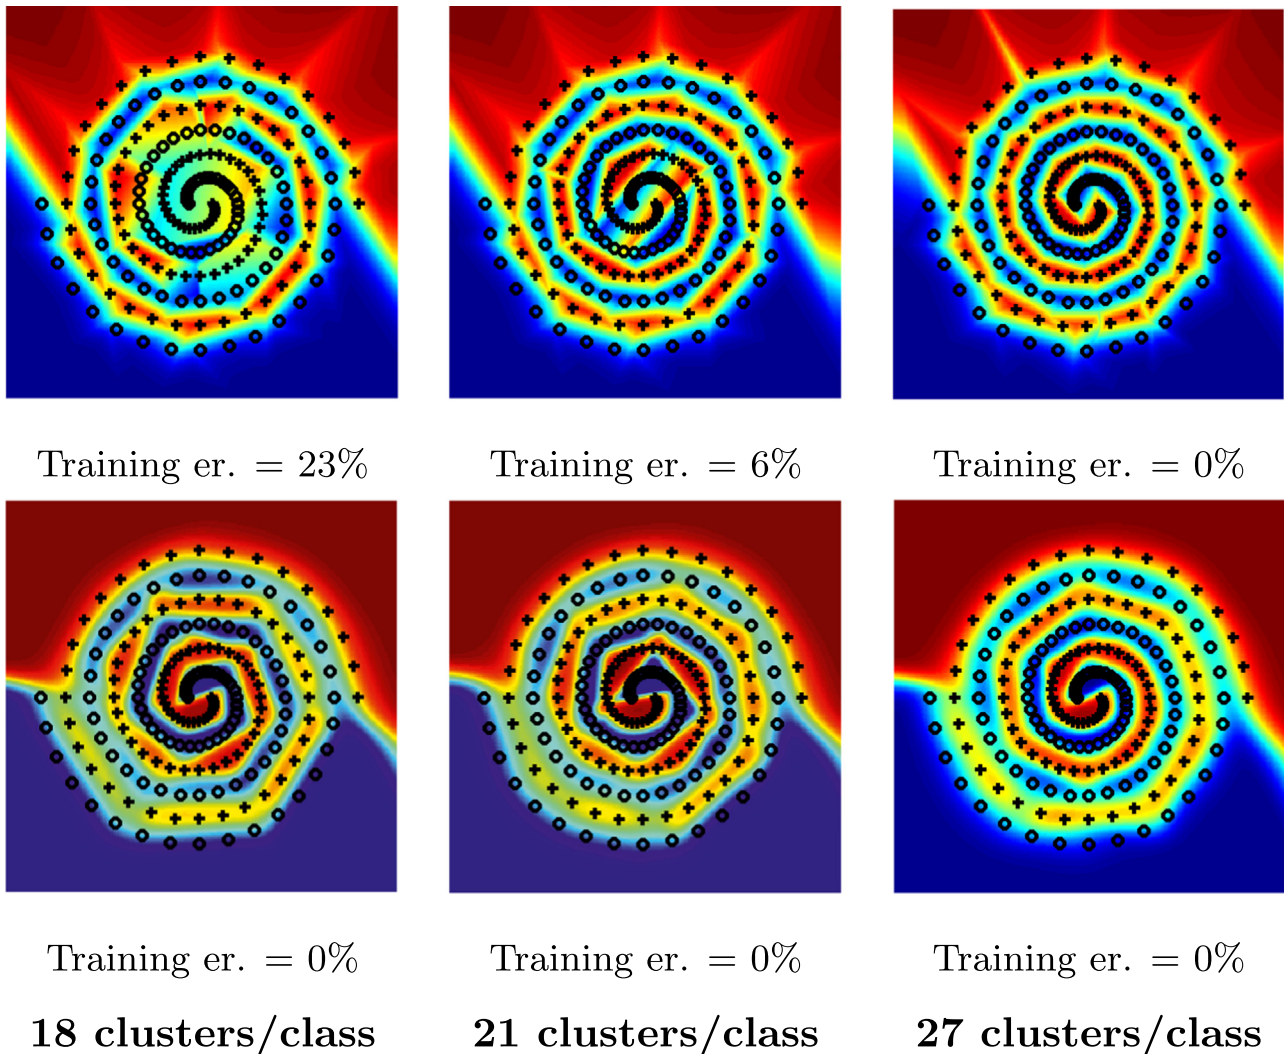 Training er. = 23%
Training er. = 6%
Training er. = 0%
Training er. = 0%
Training er. = 0%
Training er. = 0%
18 clusters/class
21 clusters/class
27 clusters/class